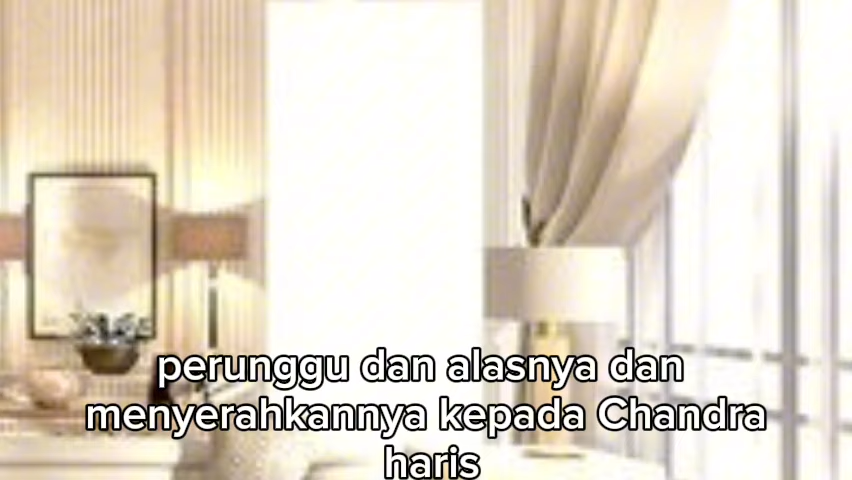 perunggu dan alasnya dan
menyerahkannya kepada Chandra
haris